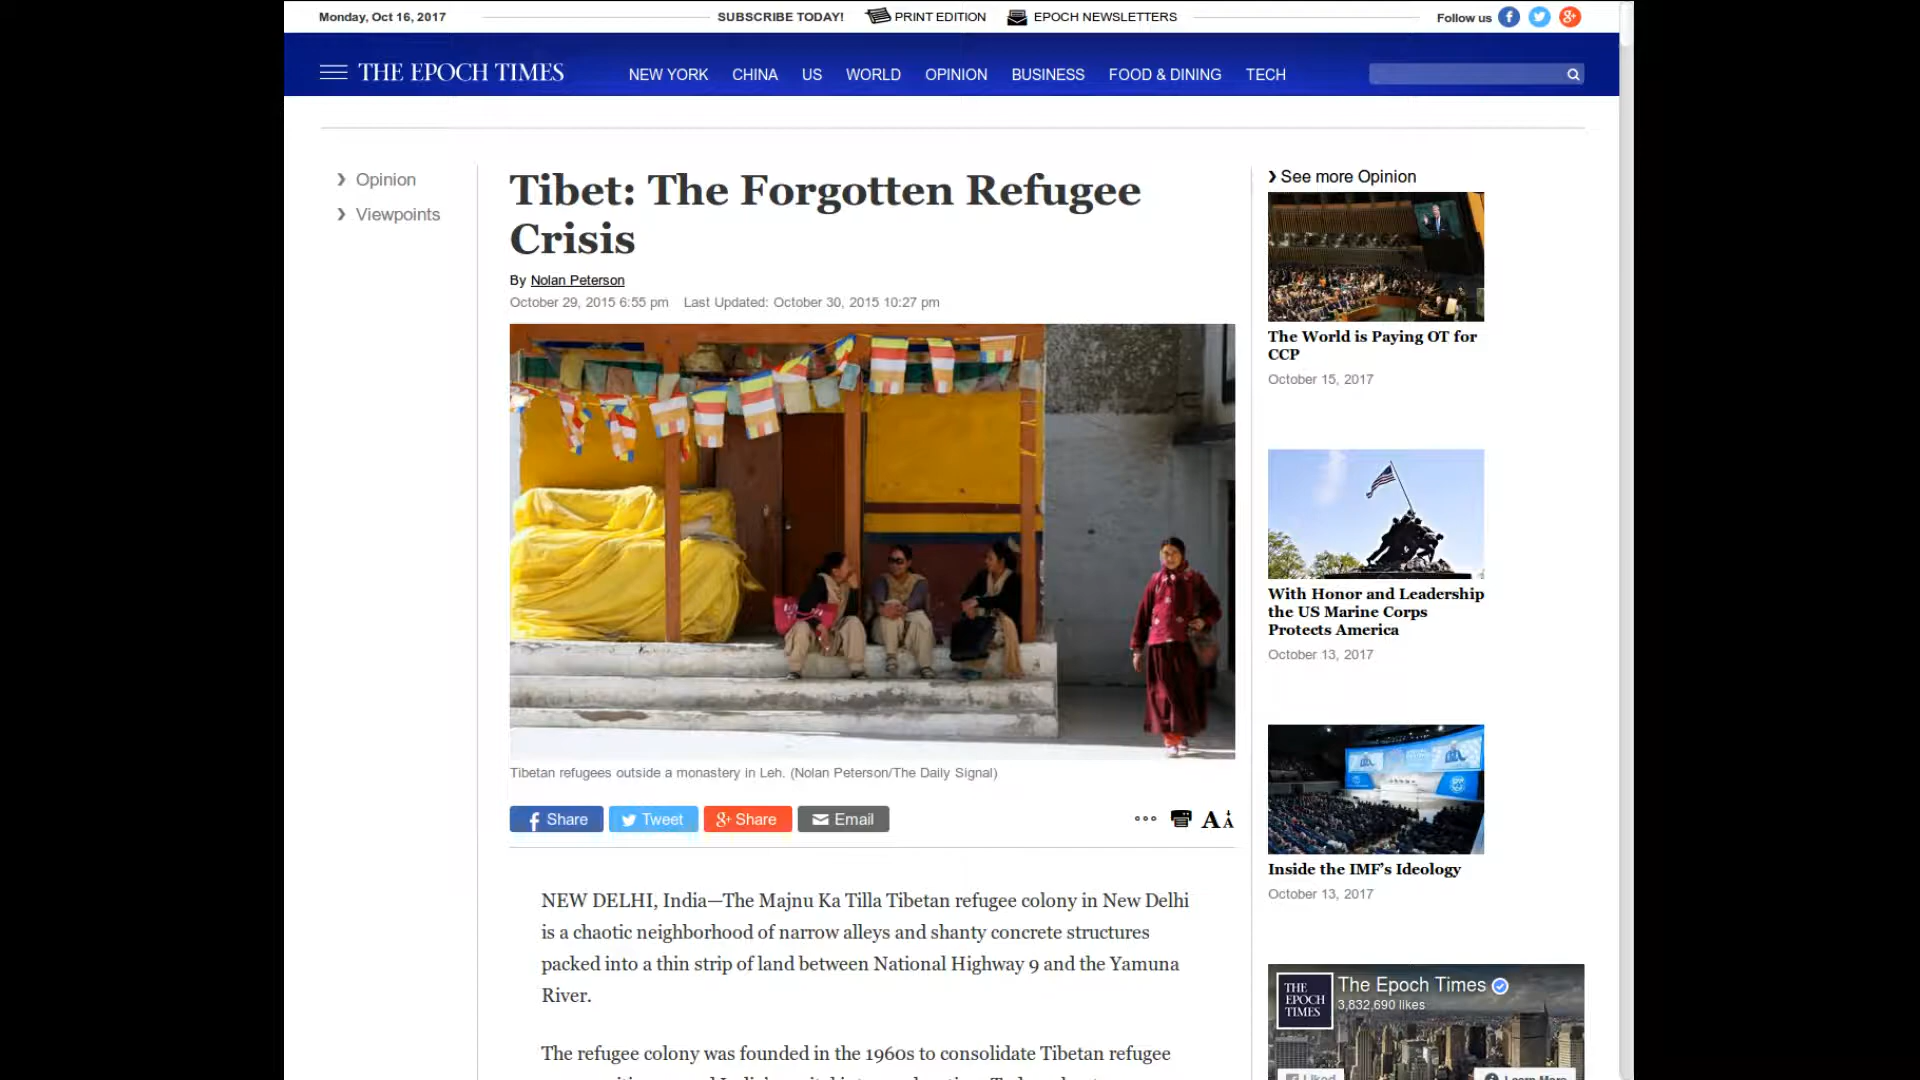 Monday, Oct 16, 2017
SUBSCRIBE TODAY!
PRINT EDITION
EPOCH NEWSLETTERS
Follow us
THE EPOCH TIMES
NEW YORK CHINA US WORLD OPINION BUSINESS FOOD & DINING TECH
Opinion
Viewpoints
Tibet: The Forgotten Refugee
Crisis
By Nolan Peterson
October 29, 2015 6:55 pm Last Updated: October 30, 2015 10:27 pm
Tibetan refugees outside a monastery in Leh. (Nolan Peterson/The Daily Signal)
Share
Tweet
Share
Email
NEW DELHI, India—The Majnu Ka Tilla Tibetan refugee colony in New Delhi
is a chaotic neighborhood of narrow alleys and shanty concrete structures
packed into a thin strip of land between National Highway 9 and the Yamuna
River.
The refugee colony was founded in the 1960s to consolidate Tibetan refugee
See more Opinion
The World is Paying OT for
CCP
October 15, 2017
With Honor and Leadership
the US Marine Corps
Protects America
October 13, 2017
Inside the IMF's Ideology
October 13, 2017
THE
EPOCH
TIMES
The Epoch Times
3,832,690 likes
Liked
Learn More